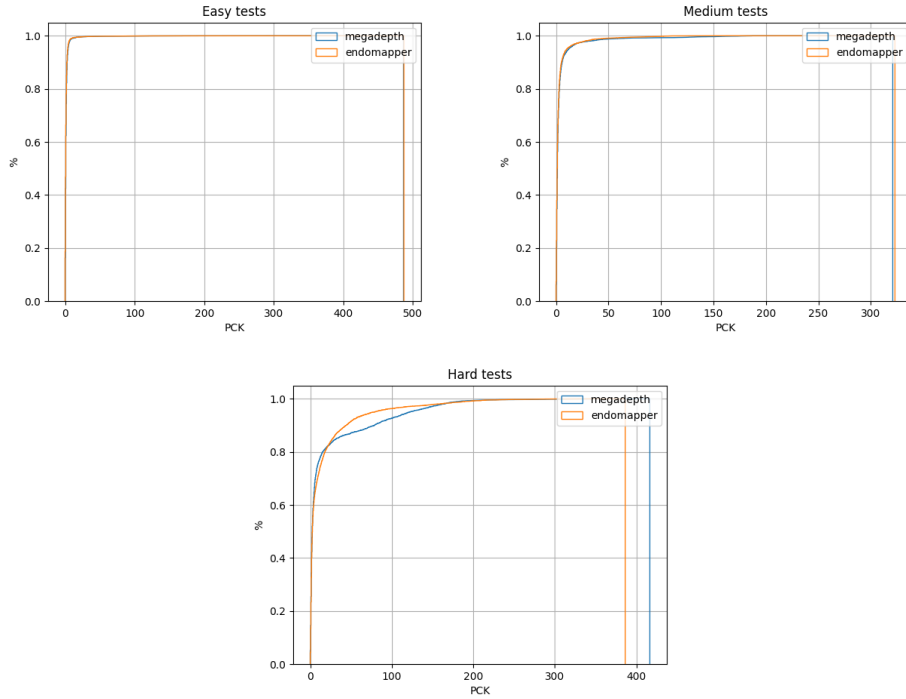 Easy tests
1.0
0.8
0.6
0.4
0.2
0.0
%
megadepth
endomapper
0 100 200 300 400 500
PCK
Medium tests
1.0
0.8
0.6
0.4
0.2
0.0
%
megadepth
endomapper
0 50 100 150 200 250 300
PCK
Hard tests
1.0
0.8
0.6
0.4
0.2
0.0
%
megadepth
endomapper
0 100 200 300 400
PCK